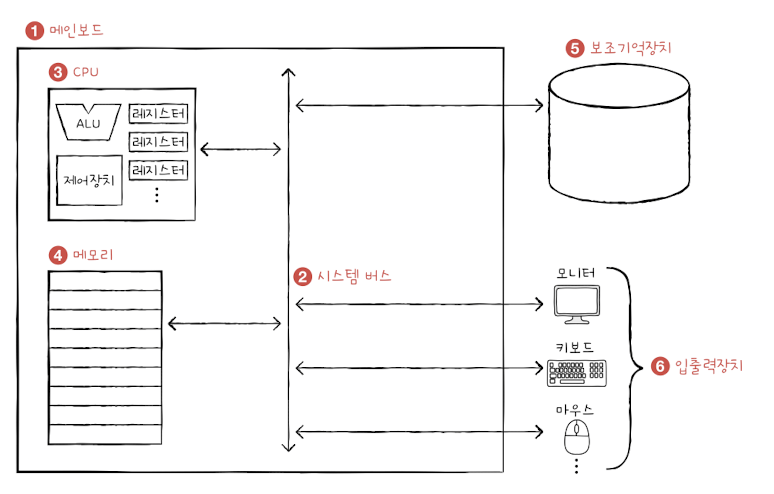 1 메인보드
5 보조기억장치
3 CPU
ALU
레지스터
레지스터
레지스터
제어장치
4 메모리
2 시스템 버스
모니터
키보드
6 입출력장치
마우스